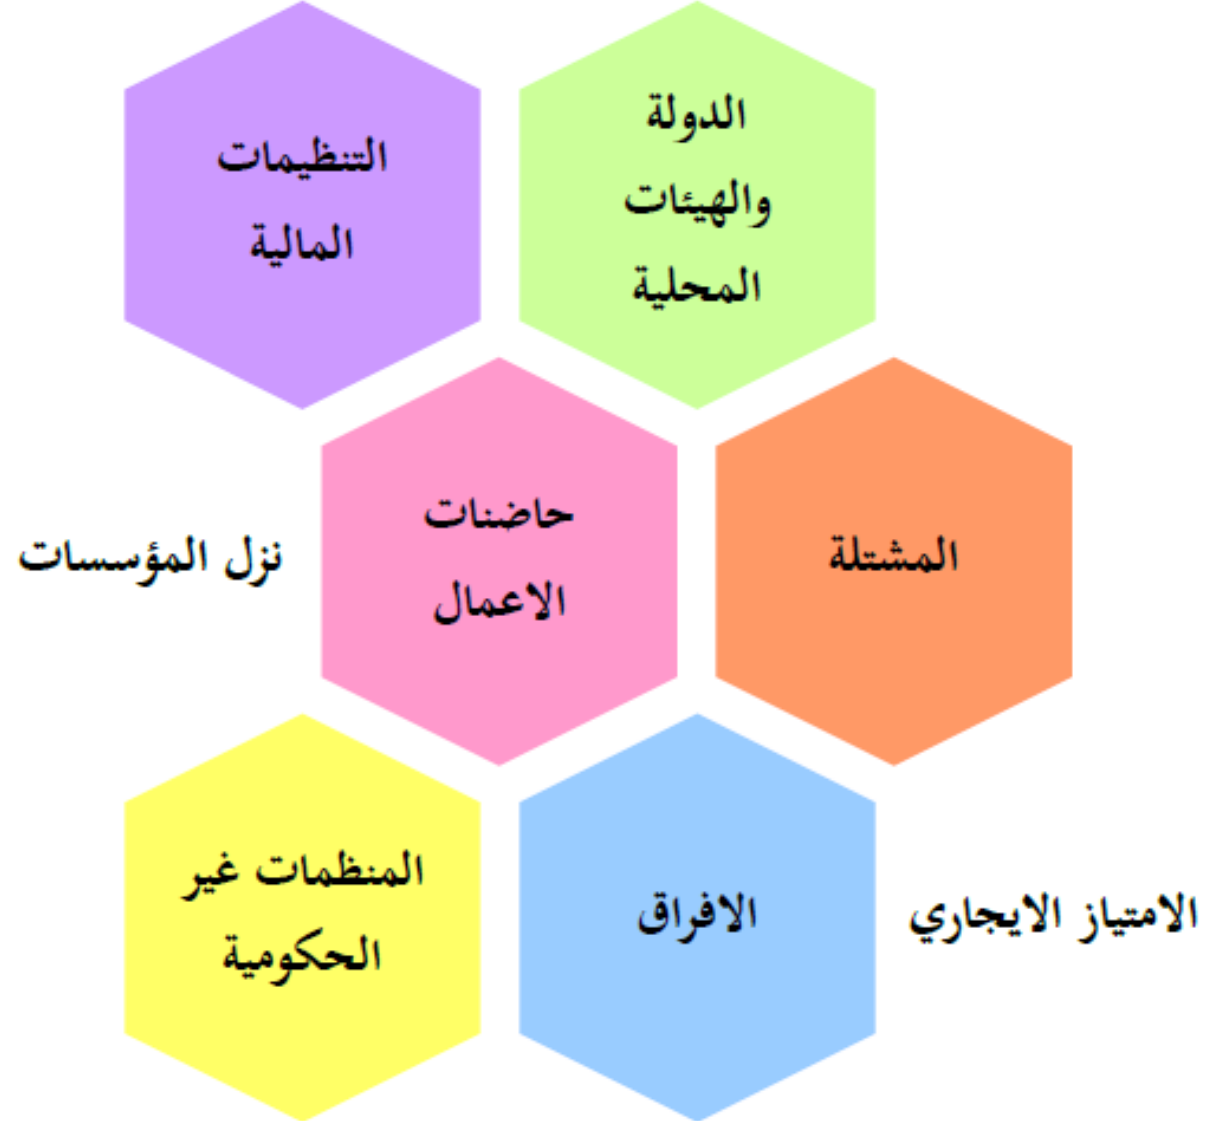 الدولة
والهيئات
المحلية
التنظيمات
المالية
المشتلة
حاضنات
الاعمال
نزل المؤسسات
الامتياز الايجاري
الافراق
المنظمات غير
الحكومية